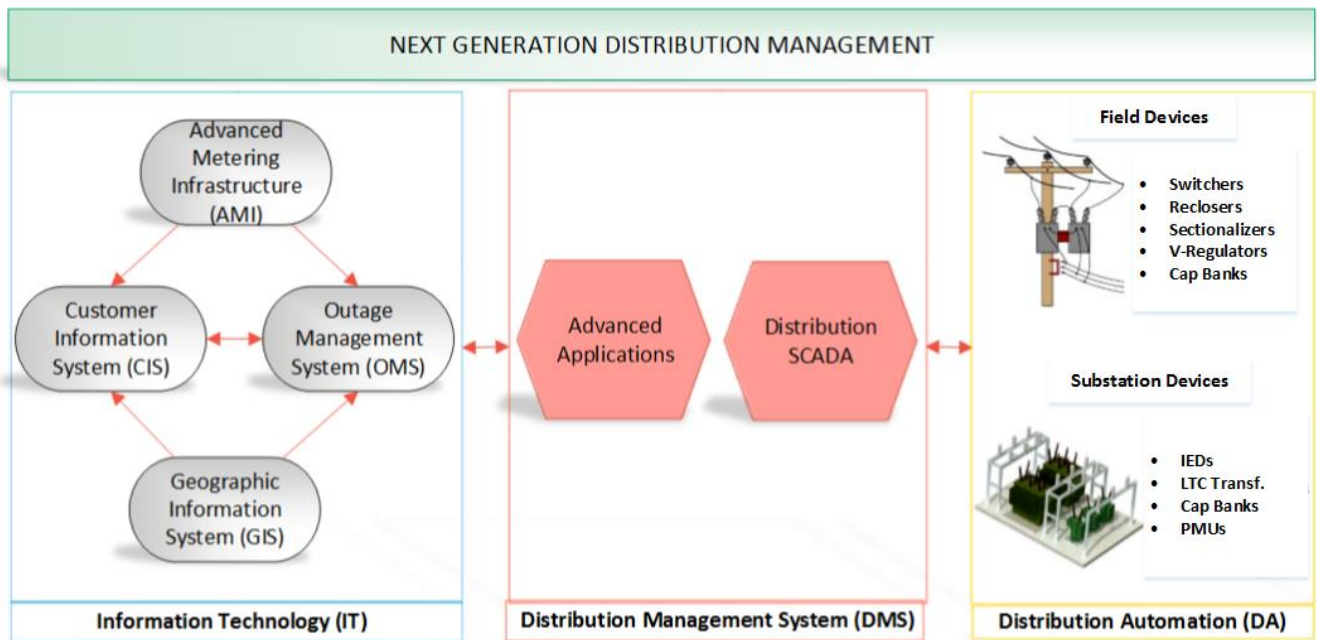 NEXT GENERATION DISTRIBUTION MANAGEMENT
Advanced
Metering
Infrastructure
(AMI)
Customer
Information
System (CIS)
Outage
Management
System (OMS)
Geographic
Information
System (GIS)
Information Technology (IT)
Advanced
Applications
Distribution
SCADA
Distribution Management System (DMS)
Field Devices
• Switchers
• Reclosers
• Sectionalizers
• V-Regulators
• Cap Banks
Substation Devices
• IEDs
• LTC Transf.
• Cap Banks
• PMUs
Distribution Automation (DA)